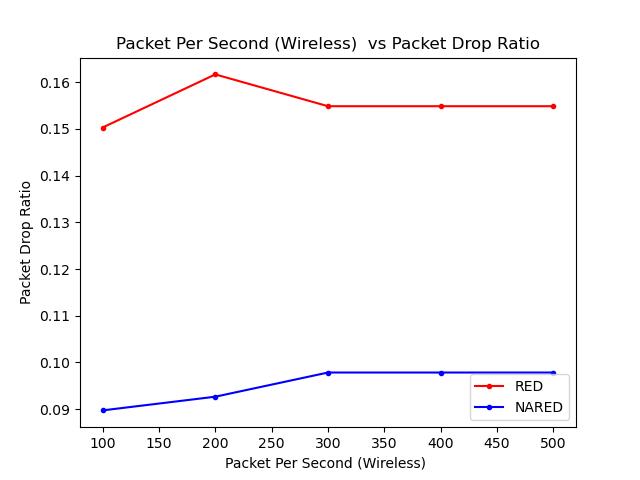 Packet Per Second (Wireless)  vs Packet Drop Ratio
Packet Drop Ratio
0.16
0.15
0.14
0.13
0.12
0.11
0.10
0.09
RED
NARED
100 150 200 250 300 350 400 450 500
Packet Per Second (Wireless)